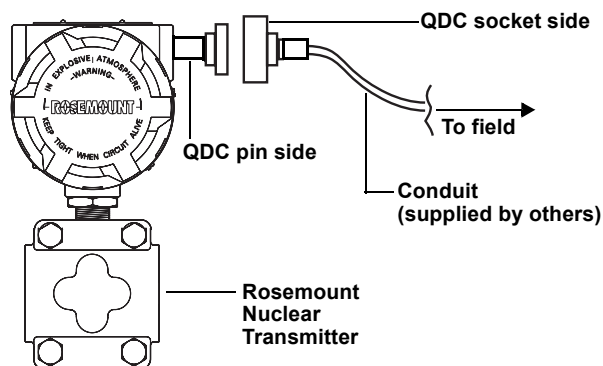 QDC socket side
IN EXPLOSIVE ATMOSPHERE
-WARNING-
ROSEMOUNT
KEEP TIGHT WHEN CIRCUIT ALIVE
To field
QDC pin side
Conduit
(supplied by others)
Rosemount
Nuclear
Transmitter